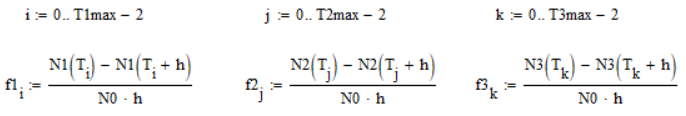 i := 0.. T1max − 2 j := 0.. T2max − 2 k := 0.. T3max − 2
f1_i := (N1(T_i) − N1(T_i + h)) / (N0 · h) f2_j := (N2(T_j) − N2(T_j + h)) / (N0 · h) f3_k := (N3(T_k) − N3(T_k + h)) / (N0 · h)